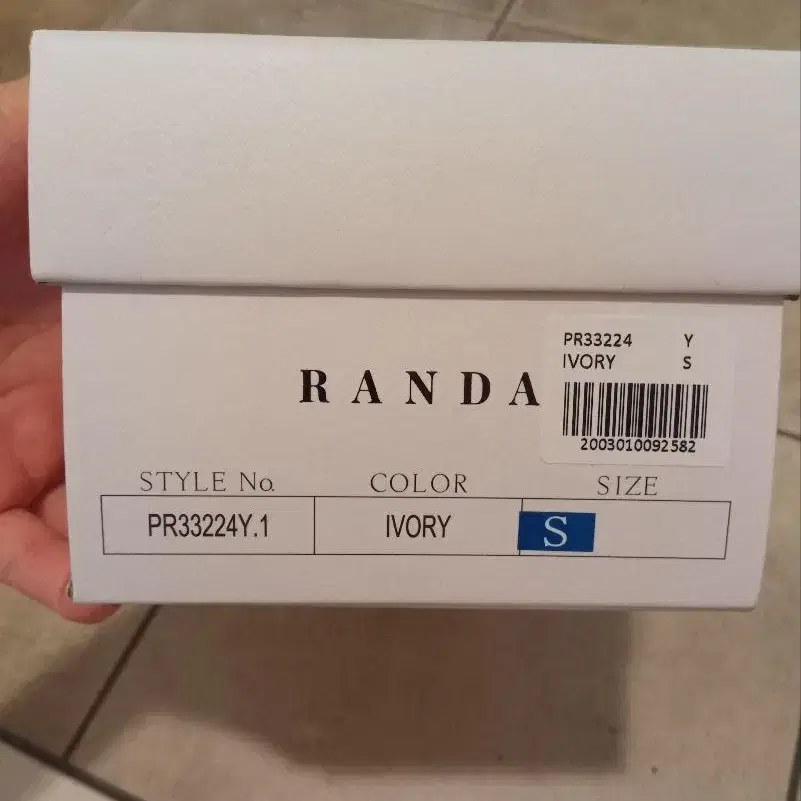 PR33224 Y
IVORY S
2003010092582
RANDA
STYLE No. COLOR SIZE
PR33224Y.1 IVORY S